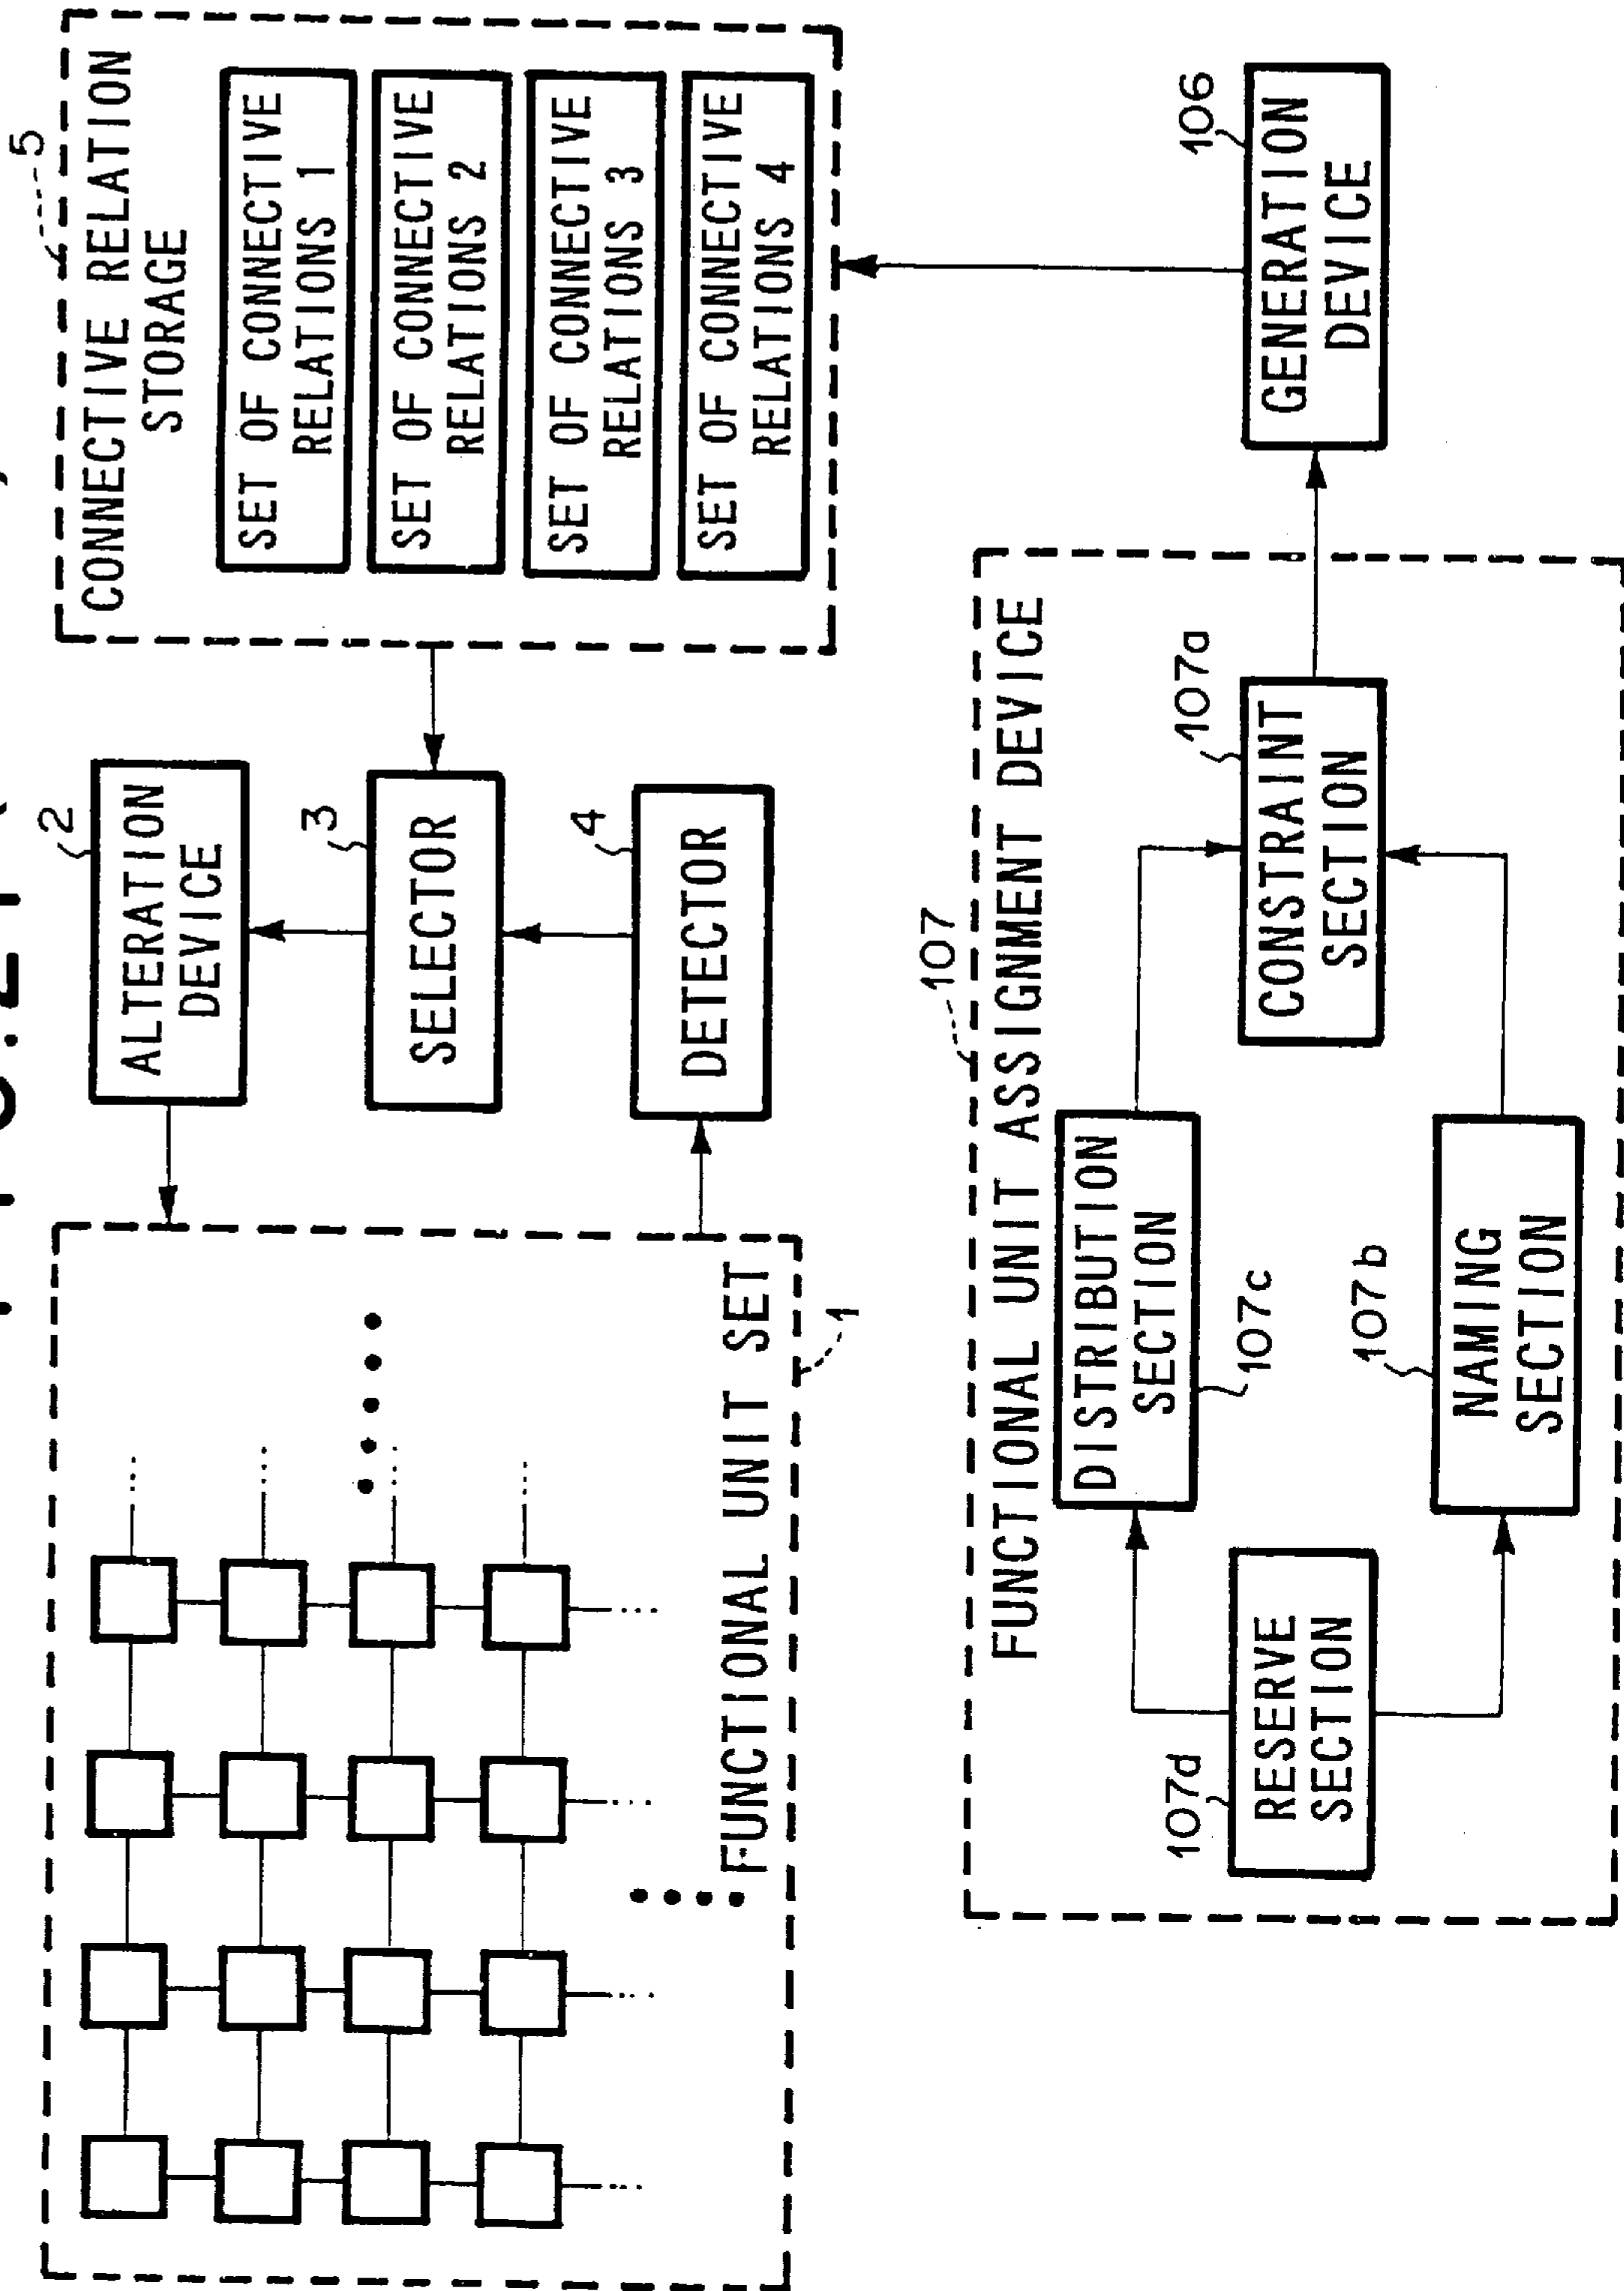 FUNCTIONAL UNIT SET
1
2
ALTERATION
DEVICE
3
SELECTOR
4
DETECTOR
5
CONNECTIVE RELATION
STORAGE
SET OF CONNECTIVE
RELATIONS 1
SET OF CONNECTIVE
RELATIONS 2
SET OF CONNECTIVE
RELATIONS 3
SET OF CONNECTIVE
RELATIONS 4
107
FUNCTIONAL UNIT ASSIGNMENT DEVICE
107d
RESERVE
SECTION
DISTRIBUTION
SECTION
107c
107b
NAMING
SECTION
107a
CONSTRAINT
SECTION
106
GENERATION
DEVICE